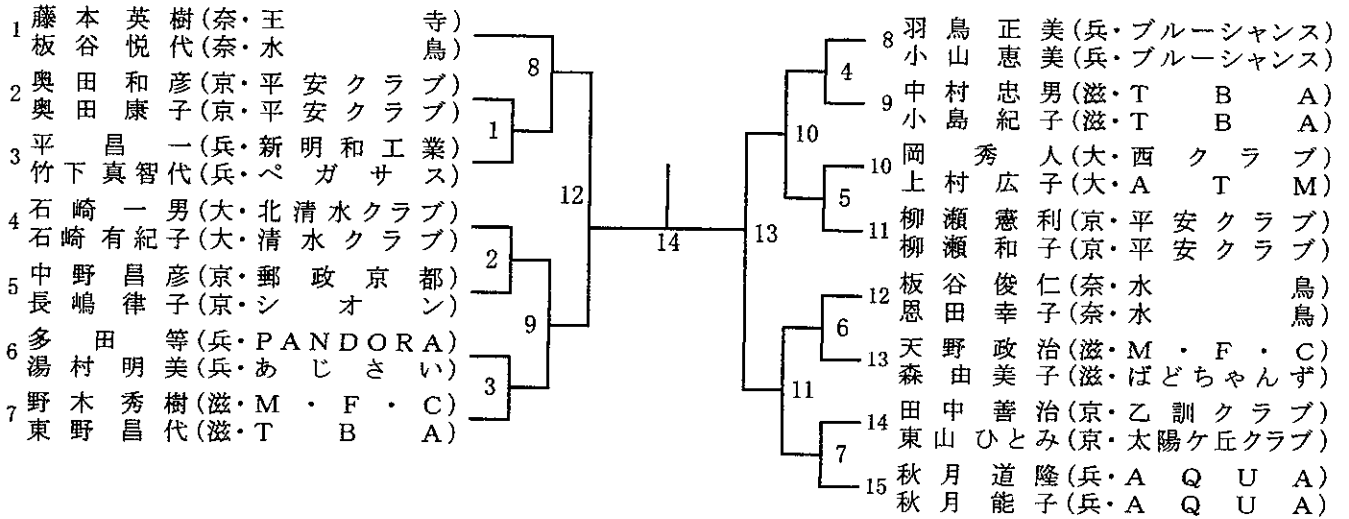 1 藤本英樹(奈・王寺)
板谷悦代(奈・水鳥)
2 奥田和彦(京・平安クラブ)
奥田康子(京・平安クラブ)
3 平昌一(兵・新明和工業)
竹下真智代(兵・ペガサス)
4 石崎一男(大・北清水クラブ)
石崎有紀子(大・清水クラブ)
5 中野昌彦(京・郵政京都)
長嶋律子(京・シオン)
6 多田等(兵・PANDORA)
湯村明美(兵・あじさい)
7 野木秀樹(滋・M・F・C)
東野昌代(滋・TBA)
8
1
12
2
9
3
14
13
4
10
5
6
11
7
8 羽鳥正美(兵・ブルーシャンス)
小山恵美(兵・ブルーシャンス)
9 中村忠男(滋・TBA)
小島紀子(滋・TBA)
10 岡秀人(大・西クラブ)
上村広子(大・ATM)
11 柳瀬憲利(京・平安クラブ)
柳瀬和子(京・平安クラブ)
12 板谷俊仁(奈・水鳥)
恩田幸子(奈・水鳥)
13 天野政治(滋・M・F・C)
森由美子(滋・ばどちゃんず)
14 田中善治(京・乙訓クラブ)
東山ひとみ(京・太陽ケ丘クラブ)
15 秋月道隆(兵・AQUA)
秋月能子(兵・AQUA)